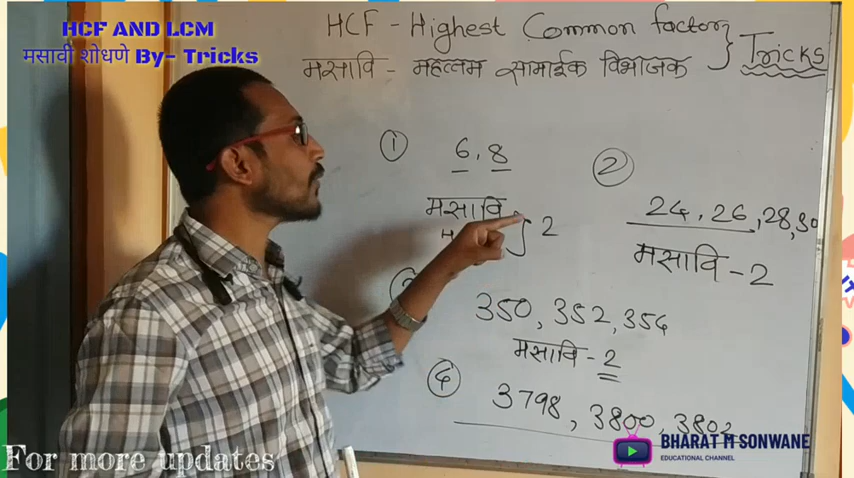 HCF AND LCM
मसावी शोधणे By- Tricks
HCF - Highest Common factor
मसावि - महत्तम सामाईक विभाजक
Tricks
① 6, 8
मसावि
2
② 24, 26, 28, 30
मसावि - 2
350, 352, 354
मसावि - 2
④ 3798, 3800, 3802
BHARAT M SONWANE
EDUCATIONAL CHANNEL
For more updates